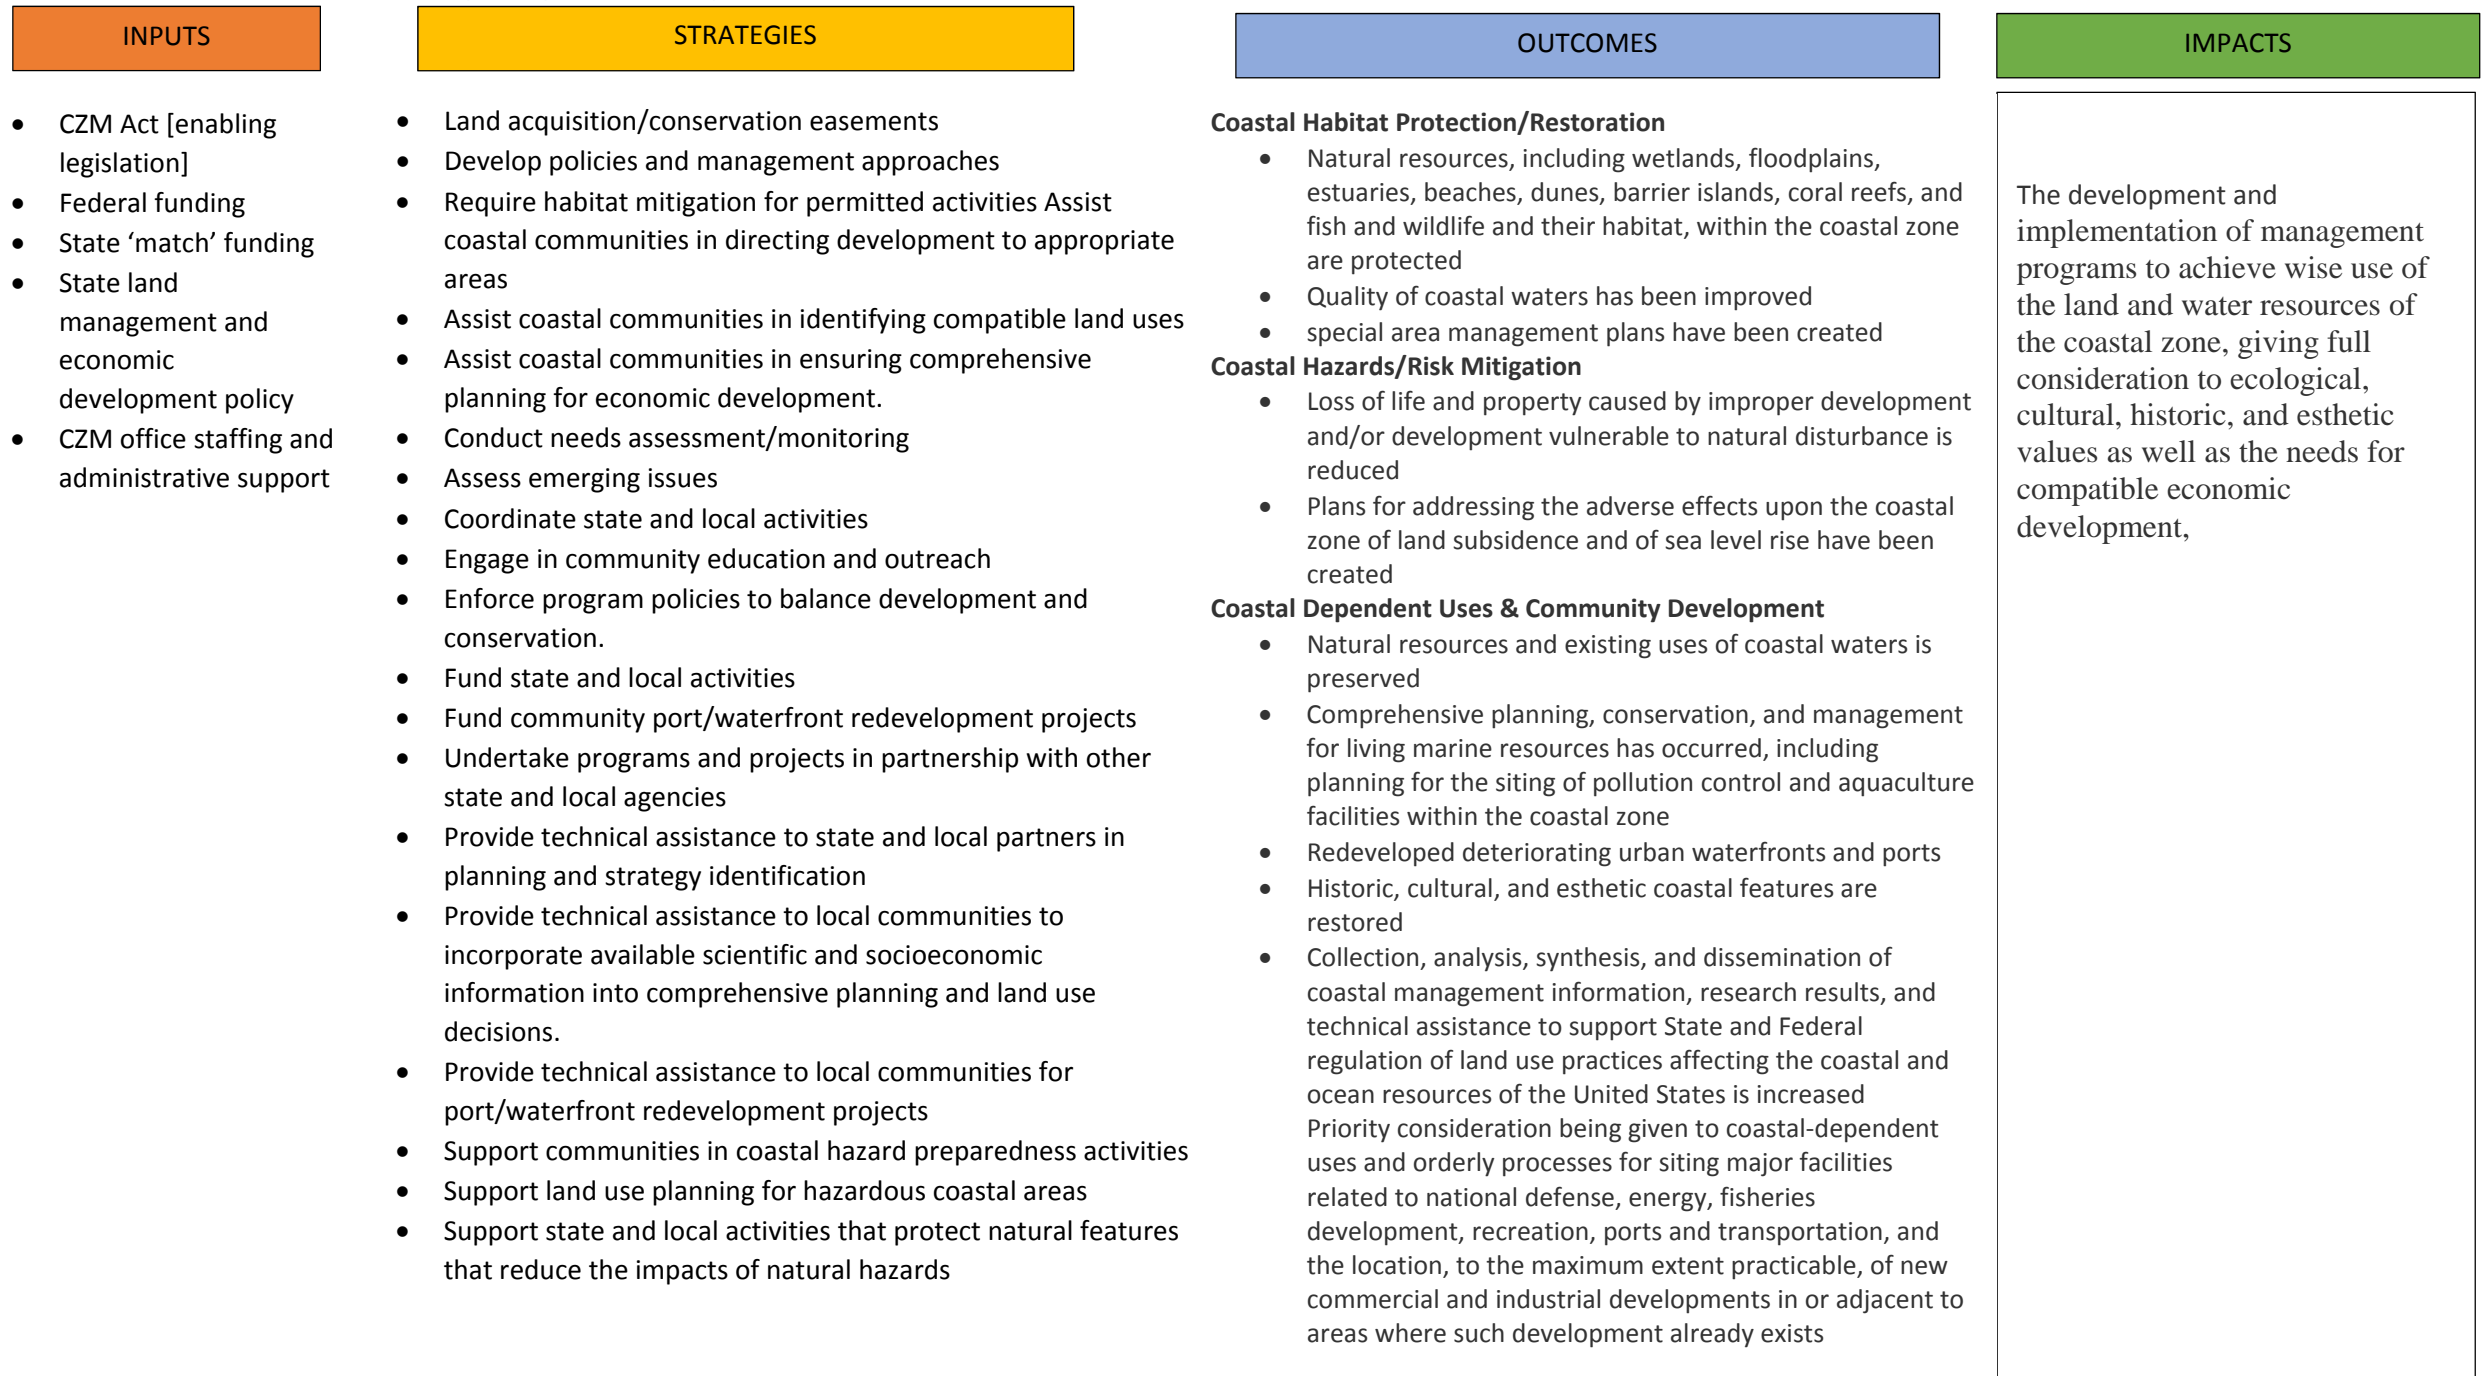 INPUTS
CZM Act [enabling
legislation]
Federal funding
State ‘match’ funding
State land
management and
economic
development policy
CZM office staffing and
administrative support
STRATEGIES
Land acquisition/conservation easements
Develop policies and management approaches
Require habitat mitigation for permitted activities Assist
coastal communities in directing development to appropriate
areas
Assist coastal communities in identifying compatible land uses
Assist coastal communities in ensuring comprehensive
planning for economic development.
Conduct needs assessment/monitoring
Assess emerging issues
Coordinate state and local activities
Engage in community education and outreach
Enforce program policies to balance development and
conservation.
Fund state and local activities
Fund community port/waterfront redevelopment projects
Undertake programs and projects in partnership with other
state and local agencies
Provide technical assistance to state and local partners in
planning and strategy identification
Provide technical assistance to local communities to
incorporate available scientific and socioeconomic
information into comprehensive planning and land use
decisions.
Provide technical assistance to local communities for
port/waterfront redevelopment projects
Support communities in coastal hazard preparedness activities
Support land use planning for hazardous coastal areas
Support state and local activities that protect natural features
that reduce the impacts of natural hazards
OUTCOMES
Coastal Habitat Protection/Restoration
Natural resources, including wetlands, floodplains,
estuaries, beaches, dunes, barrier islands, coral reefs, and
fish and wildlife and their habitat, within the coastal zone
are protected
Quality of coastal waters has been improved
special area management plans have been created
Coastal Hazards/Risk Mitigation
Loss of life and property caused by improper development
and/or development vulnerable to natural disturbance is
reduced
Plans for addressing the adverse effects upon the coastal
zone of land subsidence and of sea level rise have been
created
Coastal Dependent Uses & Community Development
Natural resources and existing uses of coastal waters is
preserved
Comprehensive planning, conservation, and management
for living marine resources has occurred, including
planning for the siting of pollution control and aquaculture
facilities within the coastal zone
Redeveloped deteriorating urban waterfronts and ports
Historic, cultural, and esthetic coastal features are
restored
Collection, analysis, synthesis, and dissemination of
coastal management information, research results, and
technical assistance to support State and Federal
regulation of land use practices affecting the coastal and
ocean resources of the United States is increased
Priority consideration being given to coastal-dependent
uses and orderly processes for siting major facilities
related to national defense, energy, fisheries
development, recreation, ports and transportation, and
the location, to the maximum extent practicable, of new
commercial and industrial developments in or adjacent to
areas where such development already exists
IMPACTS
The development and
implementation of management
programs to achieve wise use of
the land and water resources of
the coastal zone, giving full
consideration to ecological,
cultural, historic, and esthetic
values as well as the needs for
compatible economic
development,